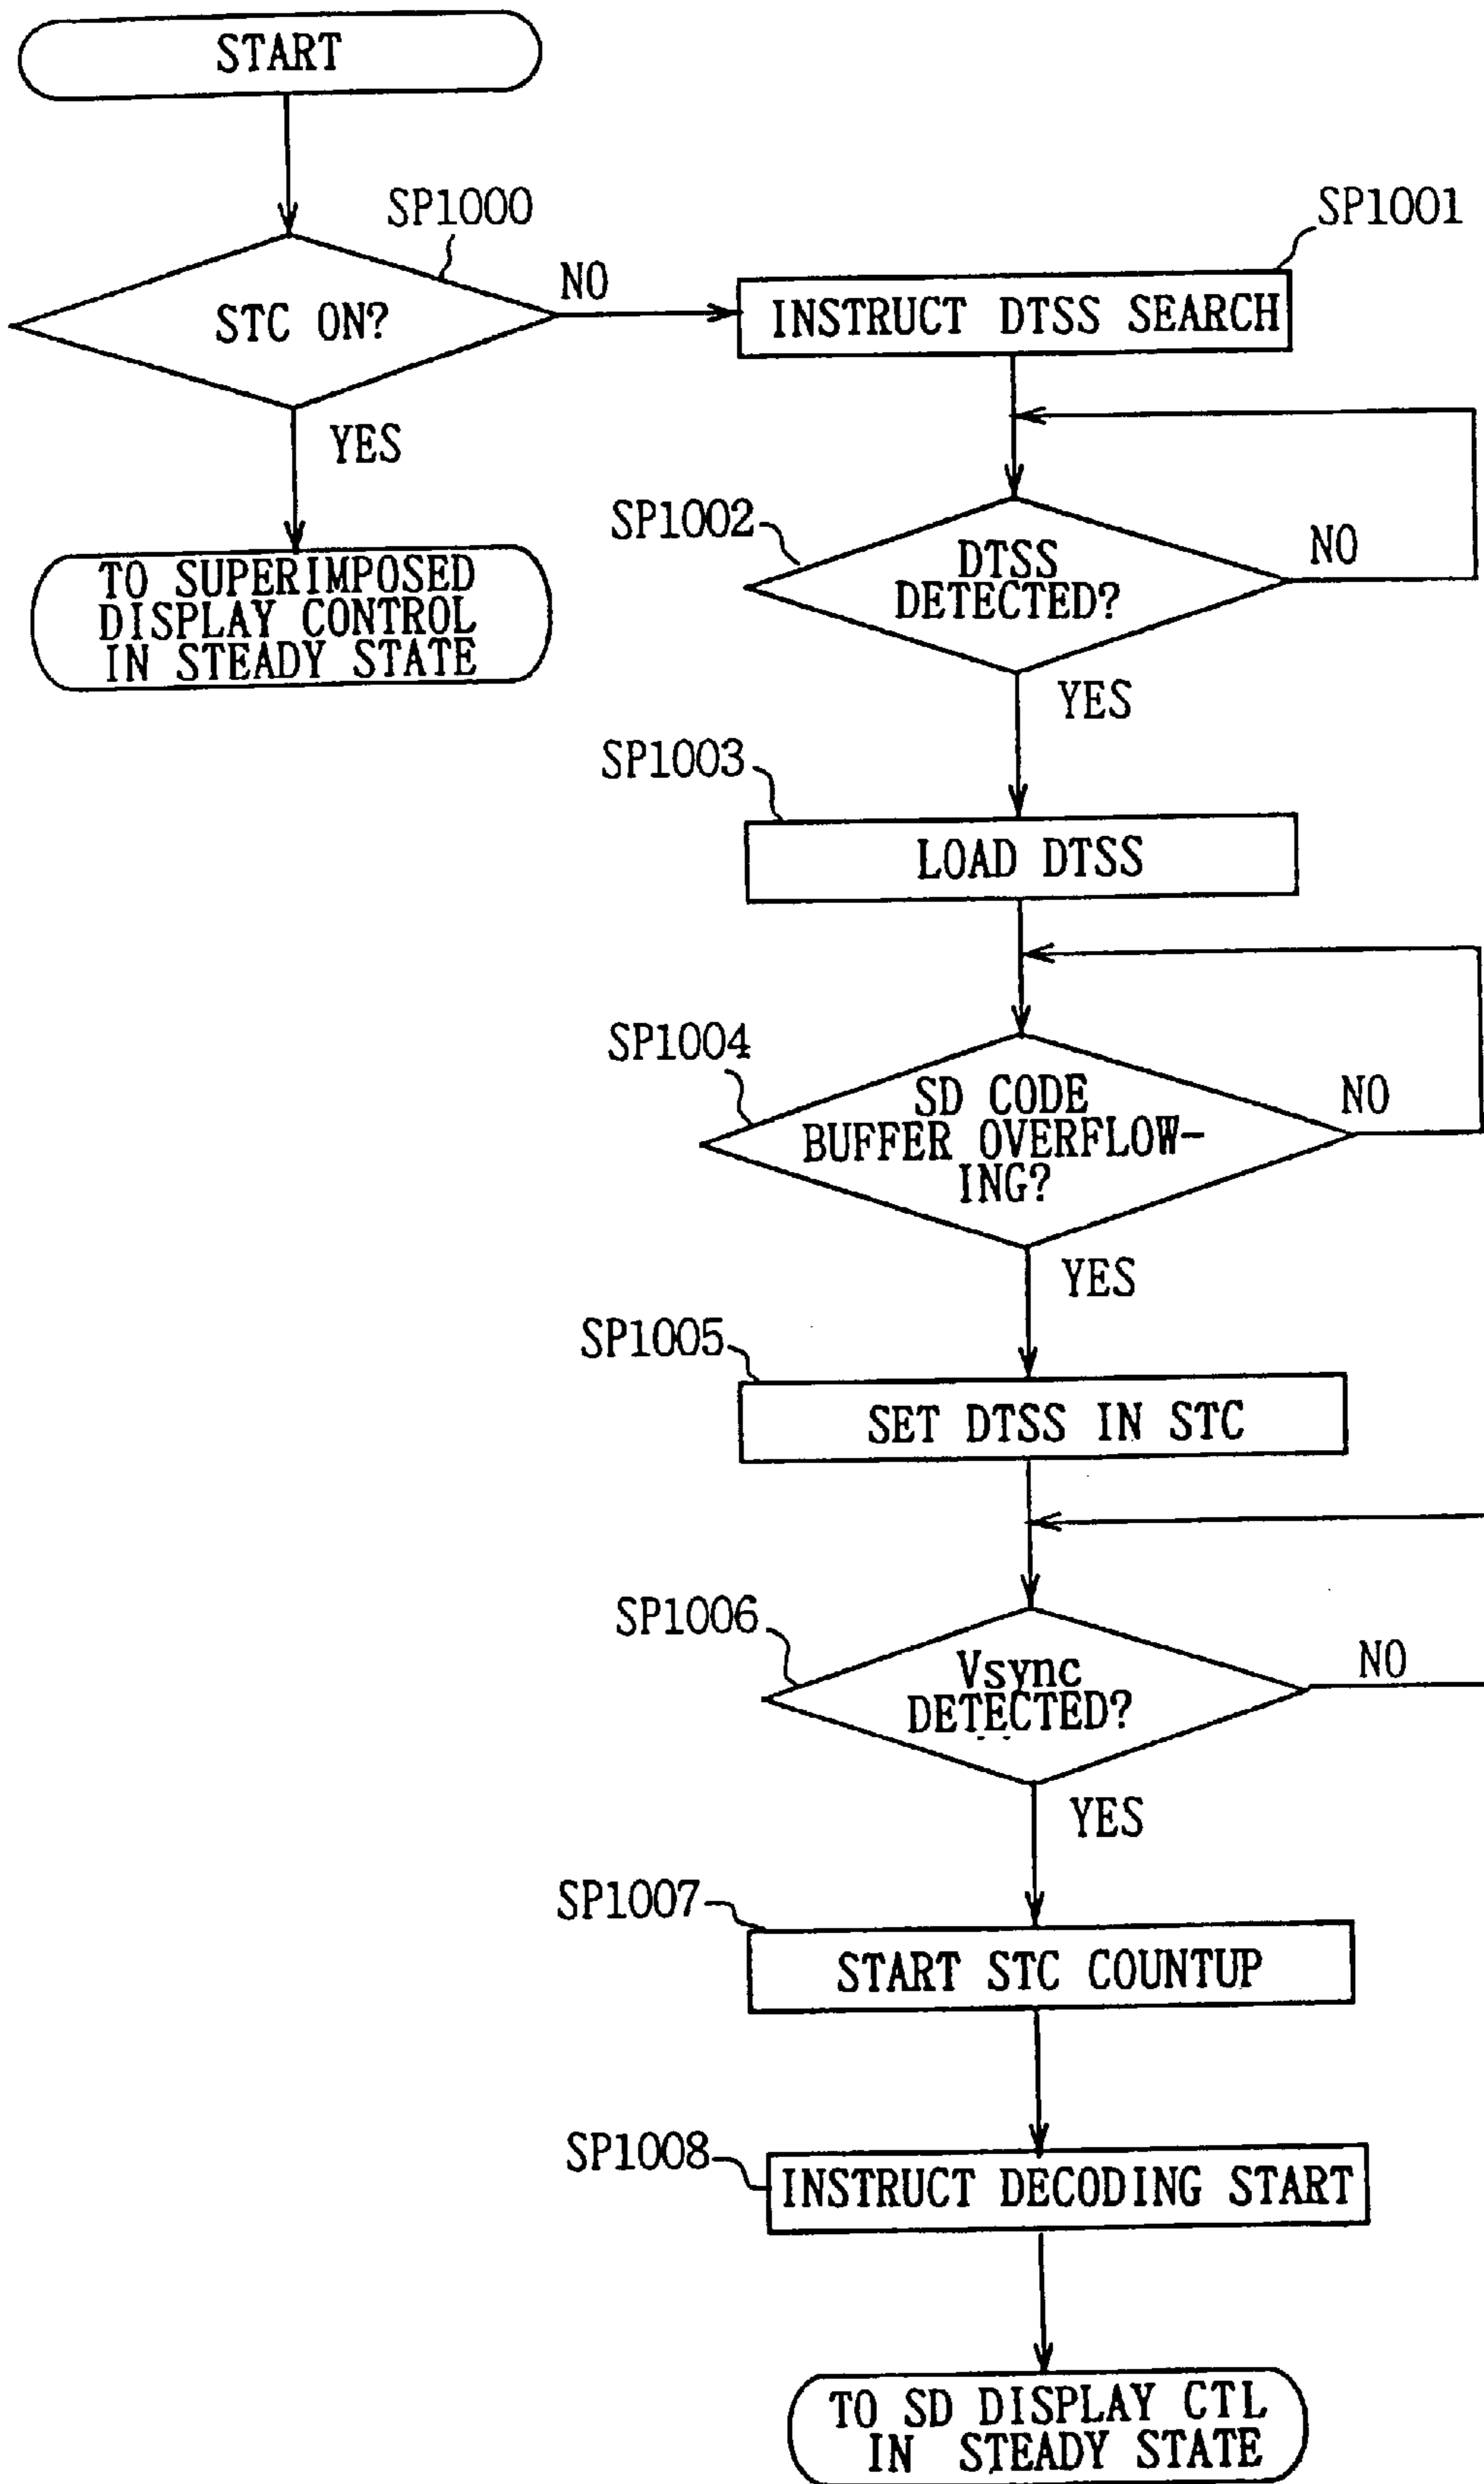 START
SP1000
STC ON?
NO
YES
TO SUPERIMPOSED
DISPLAY CONTROL
IN STEADY STATE
SP1001
INSTRUCT DTSS SEARCH
SP1002
DTSS
DETECTED?
NO
YES
SP1003
LOAD DTSS
SP1004
SD CODE
BUFFER OVERFLOW-
ING?
NO
YES
SP1005
SET DTSS IN STC
SP1006
Vsync
DETECTED?
NO
YES
SP1007
START STC COUNTUP
SP1008
INSTRUCT DECODING START
TO SD DISPLAY CTL
IN STEADY STATE